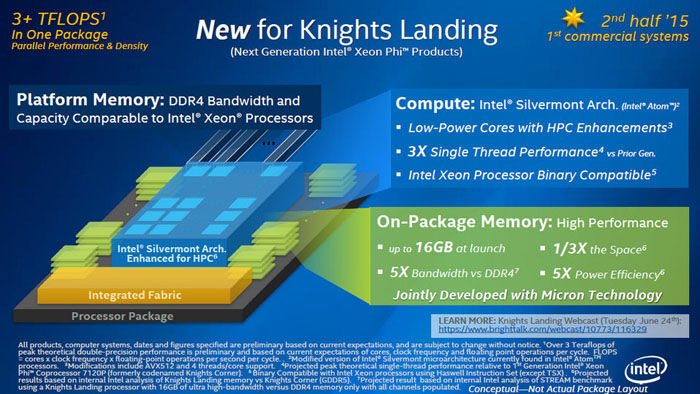 3+ TFLOPS¹
In One Package
Parallel Performance & Density
New for Knights Landing
(Next Generation Intel® Xeon Phi™ Products)
2nd half '15
1st commercial systems
Platform Memory: DDR4 Bandwidth and
Capacity Comparable to Intel® Xeon® Processors
Compute: Intel® Silvermont Arch. (Intel® Atom™)²
▪ Low-Power Cores with HPC Enhancements³
▪ 3X Single Thread Performance⁴ vs Prior Gen.
▪ Intel Xeon Processor Binary Compatible⁵
On-Package Memory: High Performance
▪ up to 16GB at launch
▪ 1/3X the Space⁶
▪ 5X Bandwidth vs DDR4⁷
▪ 5X Power Efficiency⁶
Jointly Developed with Micron Technology
Intel® Silvermont Arch.
Enhanced for HPC⁶
Integrated Fabric
Processor Package
LEARN MORE: Knights Landing Webcast (Tuesday June 24th):
https://www.brighttalk.com/webcast/10773/116329
All products, computer systems, dates and figures specified are preliminary based on current expectations, and are subject to change without notice. ¹Over 3 Teraflops of
peak theoretical double-precision performance is preliminary and based on current expectations of cores, clock frequency and floating point operations per cycle. FLOPS
= cores x clock frequency x floating-point operations per second per cycle. . ²Modified version of Intel® Silvermont microarchitecture currently found in Intel® Atom™
processors. ³Modifications include AVX512 and 4 threads/core support. ⁴Projected peak theoretical single-thread performance relative to 1st Generation Intel® Xeon
Phi™ Coprocessor 7120P (formerly codenamed Knights Corner). ⁵ Binary Compatible with Intel Xeon processors using Haswell Instruction Set (except TSX) . ⁶Projected
results based on internal Intel analysis of Knights Landing memory vs Knights Corner (GDDR5). ⁷Projected result based on internal Intel analysis of STREAM benchmark
using a Knights Landing processor with 16GB of ultra high-bandwidth versus DDR4 memory only with all channels populated.
Conceptual—Not Actual Package Layout
intel